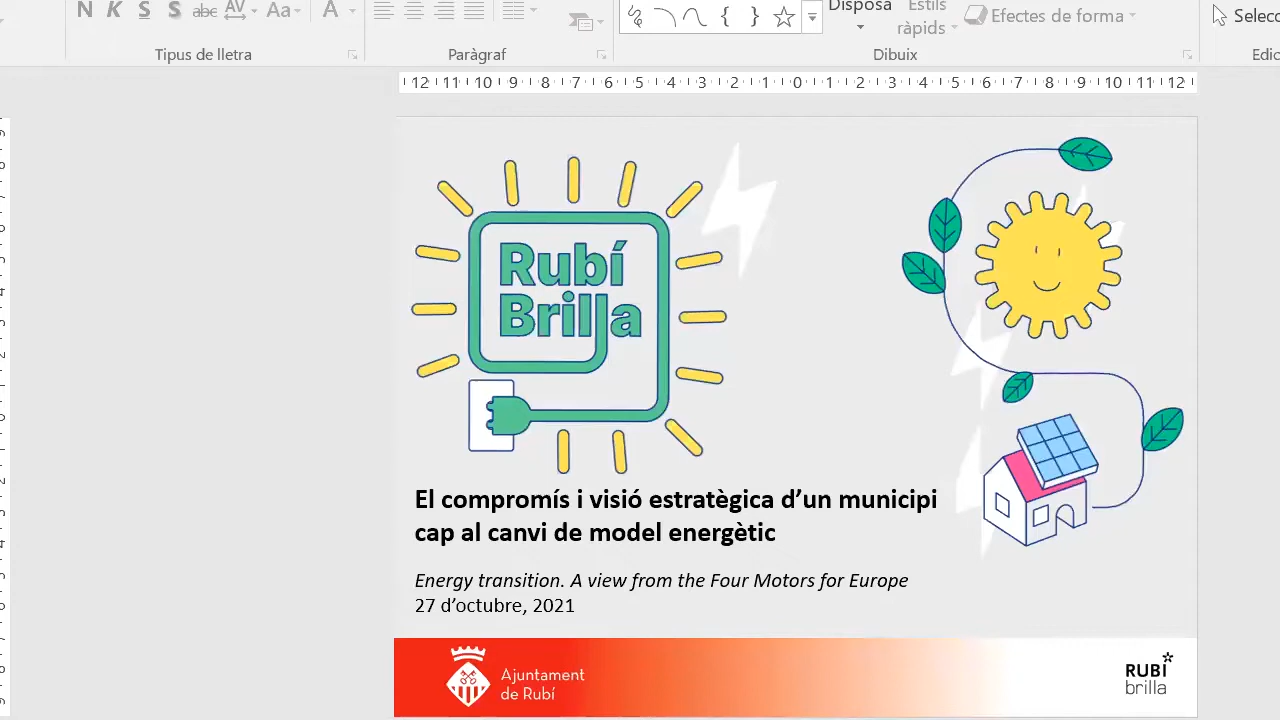 N K S S abc AV Aa A
Disposa
Estils
ràpids
Efectes de forma
Tipus de lletra
Paràgraf
Dibuix
12 11 10 9 8 7 6 5 4 3 2 1 0 1 2 3 4 5 6 7 8 9 10 11 12
Rubí
Brilla
El compromís i visió estratègica d’un municipi
cap al canvi de model energètic
Energy transition. A view from the Four Motors for Europe
27 d’octubre, 2021
Ajuntament
de Rubí
RUBÍ
brilla